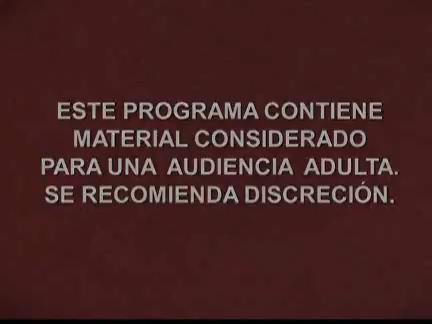 ESTE PROGRAMA CONTIENE
MATERIAL CONSIDERADO
PARA UNA AUDIENCIA ADULTA.
SE RECOMIENDA DISCRECIÓN.